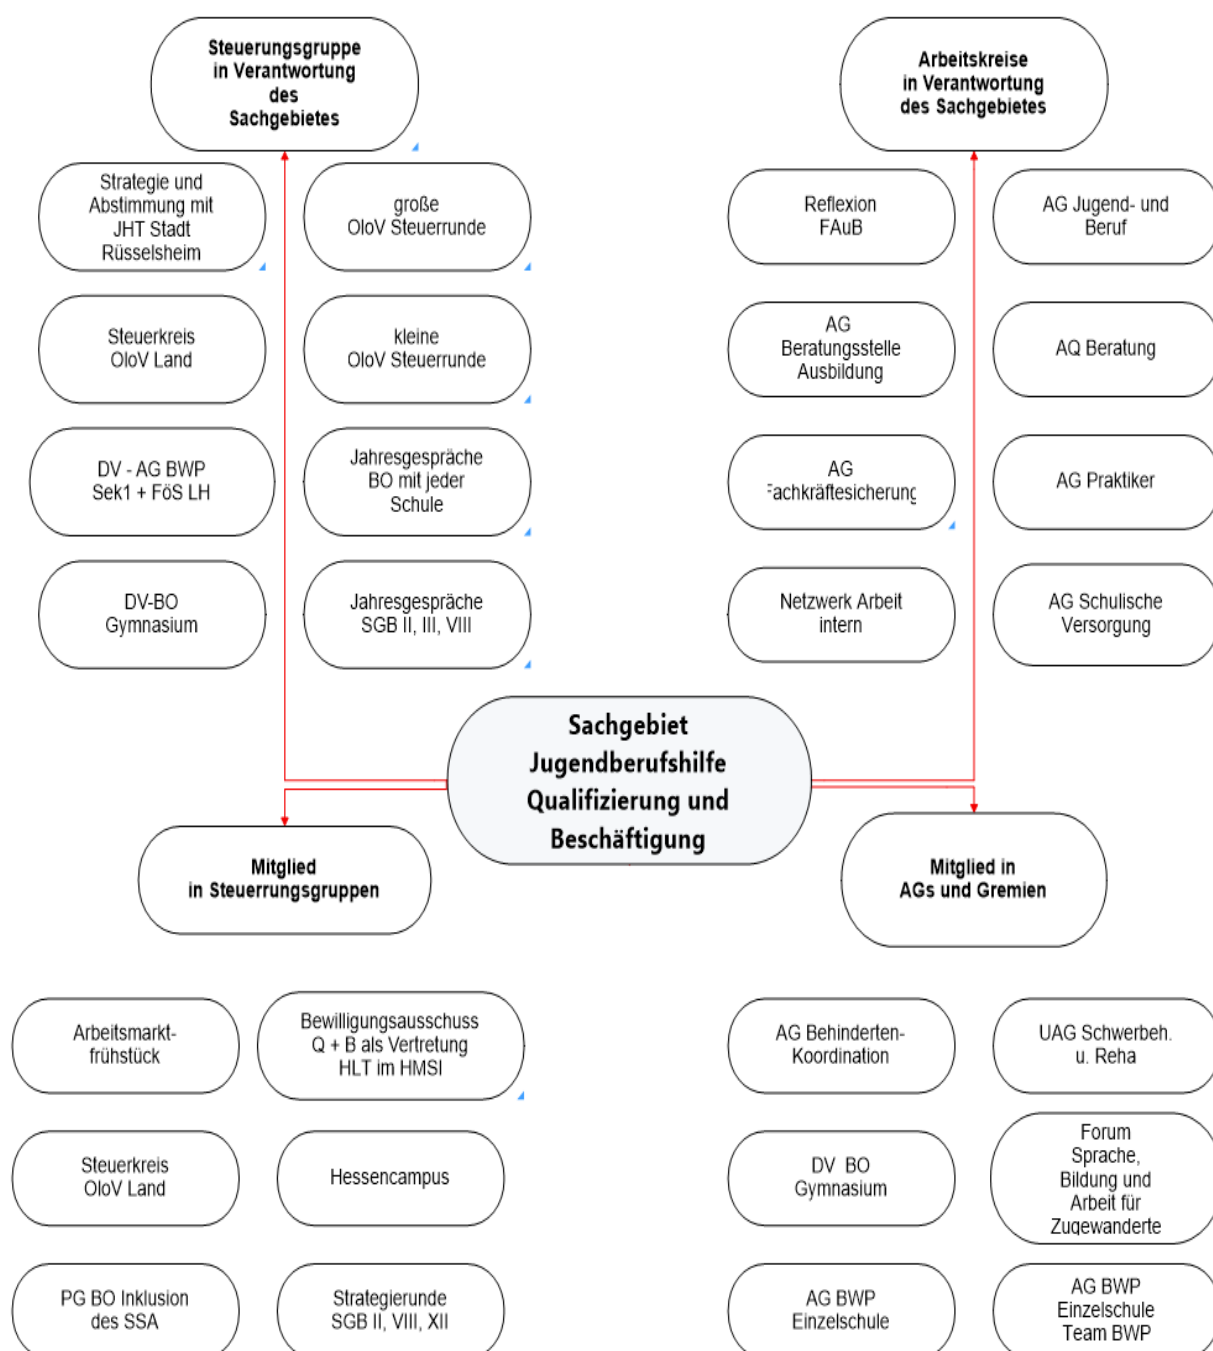 Steuerungsgruppe
in Verantwortung
des
Sachgebietes
Strategie und
Abstimmung mit
JHT Stadt
Rüsselsheim
große
OloV Steuerrunde
Steuerkreis
OloV Land
kleine
OloV Steuerrunde
DV - AG BWP
Sek1 + FöS LH
Jahresgespräche
BO mit jeder
Schule
DV-BO
Gymnasium
Jahresgespräche
SGB II, III, VIII
Arbeitskreise
in Verantwortung
des Sachgebietes
Reflexion
FAuB
AG Jugend- und
Beruf
AG
Beratungsstelle
Ausbildung
AQ Beratung
AG
Fachkräftesicherung
AG Praktiker
Netzwerk Arbeit
intern
AG Schulische
Versorgung
Sachgebiet
Jugendberufshilfe
Qualifizierung und
Beschäftigung
Mitglied
in Steuerrungsgruppen
Arbeitsmarkt-
frühstück
Bewilligungsausschuss
Q + B als Vertretung
HLT im HMSI
Steuerkreis
OloV Land
Hessencampus
PG BO Inklusion
des SSA
Strategierunde
SGB II, VIII, XII
Mitglied in
AGs und Gremien
AG Behinderten-
Koordination
UAG Schwerbeh.
u. Reha
DV  BO
Gymnasium
Forum
Sprache,
Bildung und
Arbeit für
Zugewanderte
AG BWP
Einzelschule
AG BWP
Einzelschule
Team BWP